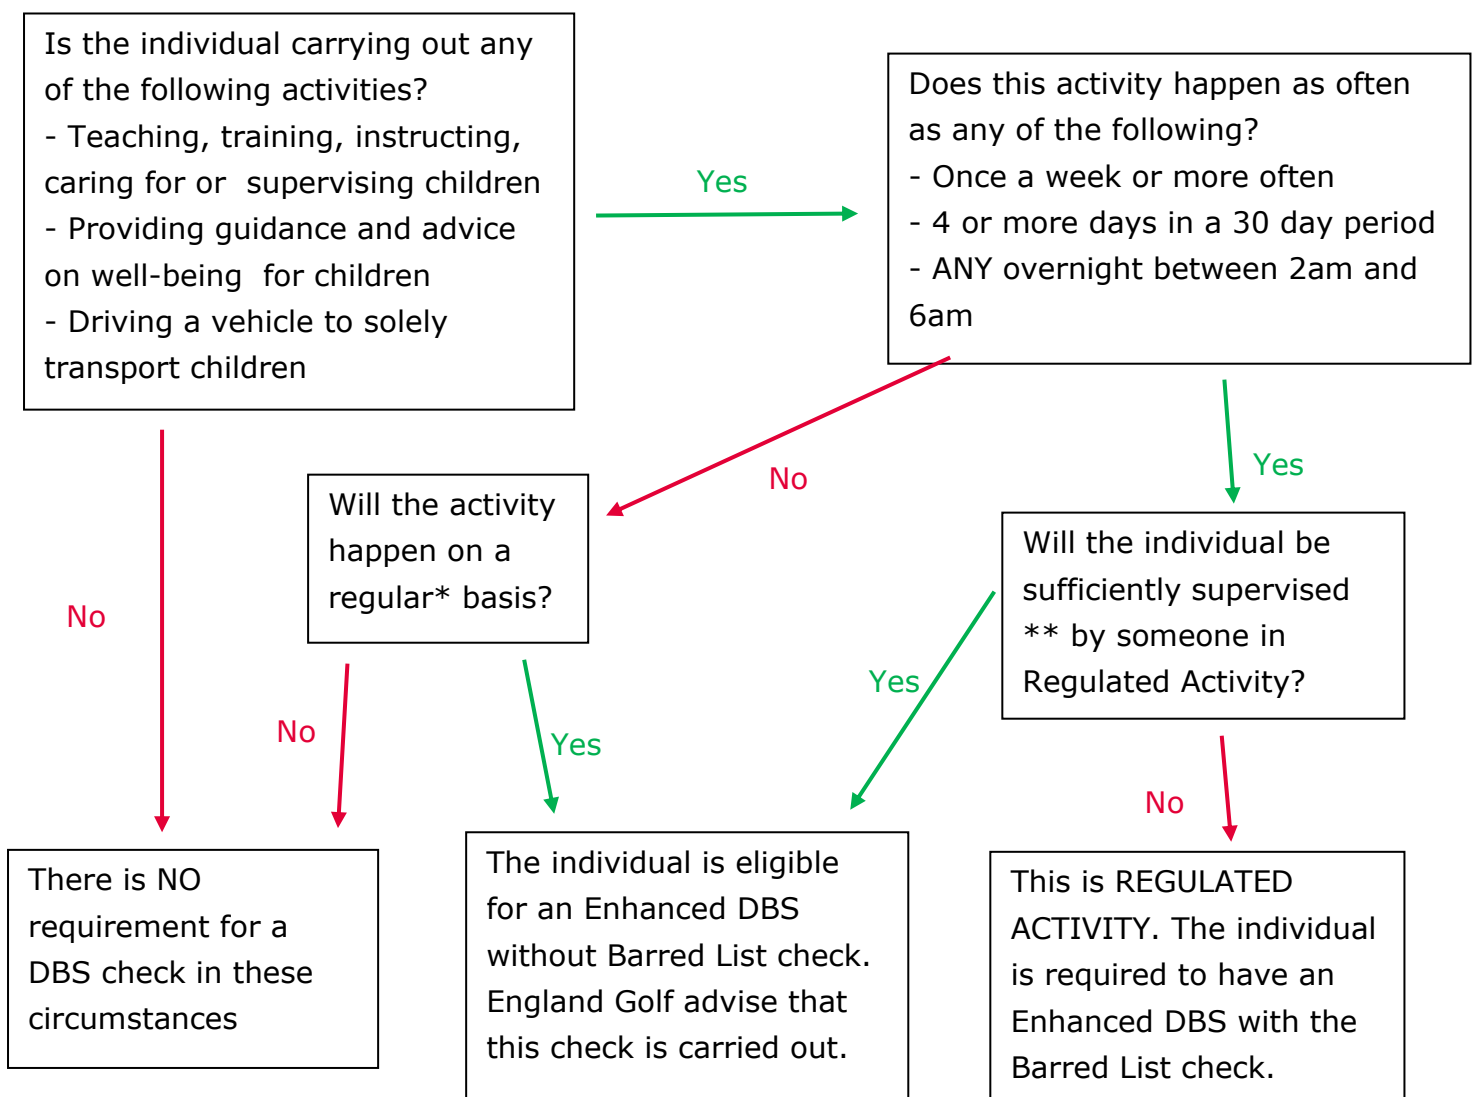 Is the individual carrying out any
of the following activities?
- Teaching, training, instructing,
caring for or  supervising children
- Providing guidance and advice
on well-being  for children
- Driving a vehicle to solely
transport children
Yes
Does this activity happen as often
as any of the following?
- Once a week or more often
- 4 or more days in a 30 day period
- ANY overnight between 2am and
6am
No
Yes
No
Will the activity
happen on a
regular* basis?
Will the individual be
sufficiently supervised
** by someone in
Regulated Activity?
No
Yes
Yes
No
There is NO
requirement for a
DBS check in these
circumstances
The individual is eligible
for an Enhanced DBS
without Barred List check.
England Golf advise that
this check is carried out.
This is REGULATED
ACTIVITY. The individual
is required to have an
Enhanced DBS with the
Barred List check.